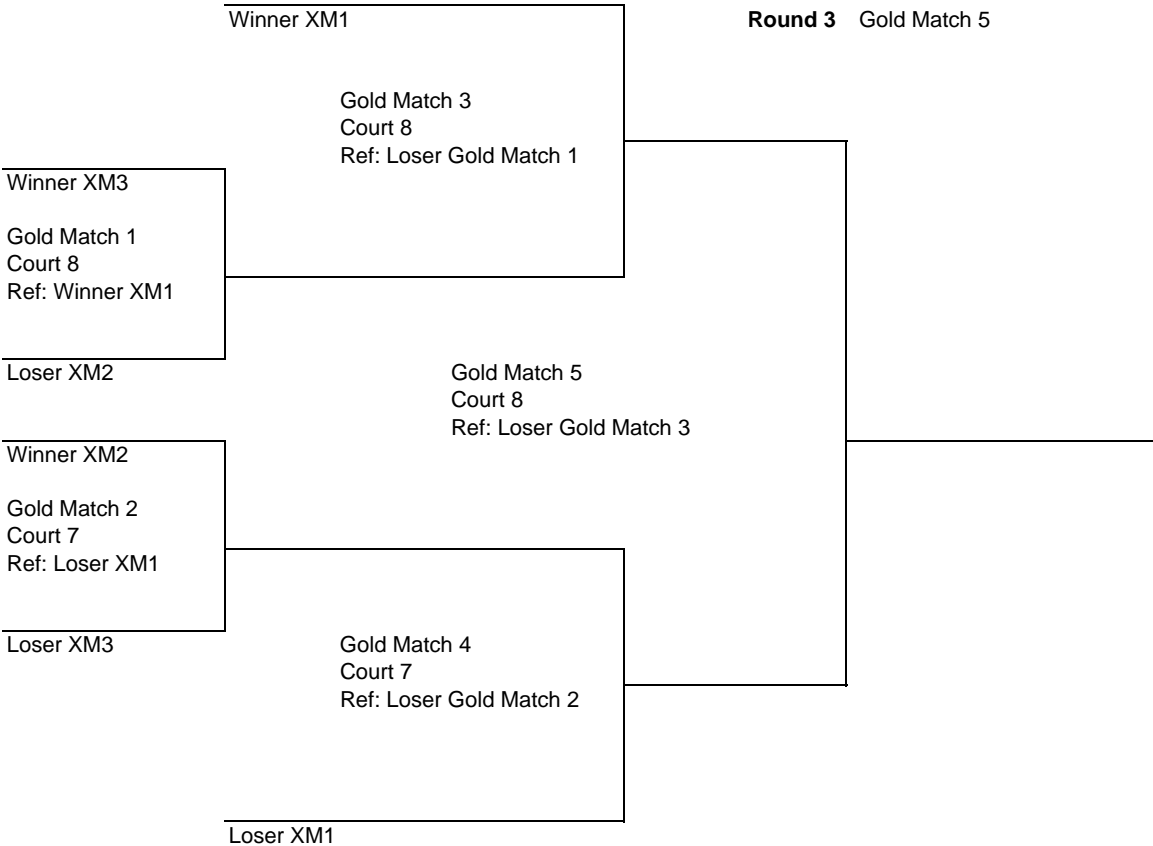 Winner XM1
Round 3 Gold Match 5
Gold Match 3
Court 8
Ref: Loser Gold Match 1
Winner XM3
Gold Match 1
Court 8
Ref: Winner XM1
Loser XM2
Gold Match 5
Court 8
Ref: Loser Gold Match 3
Winner XM2
Gold Match 2
Court 7
Ref: Loser XM1
Loser XM3
Gold Match 4
Court 7
Ref: Loser Gold Match 2
Loser XM1